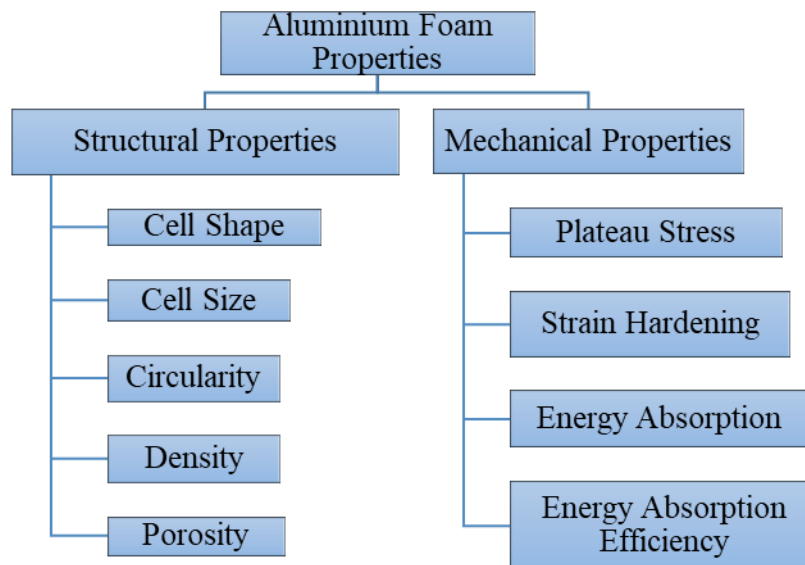 Aluminium Foam
Properties
Structural Properties
Cell Shape
Cell Size
Circularity
Density
Porosity
Mechanical Properties
Plateau Stress
Strain Hardening
Energy Absorption
Energy Absorption
Efficiency